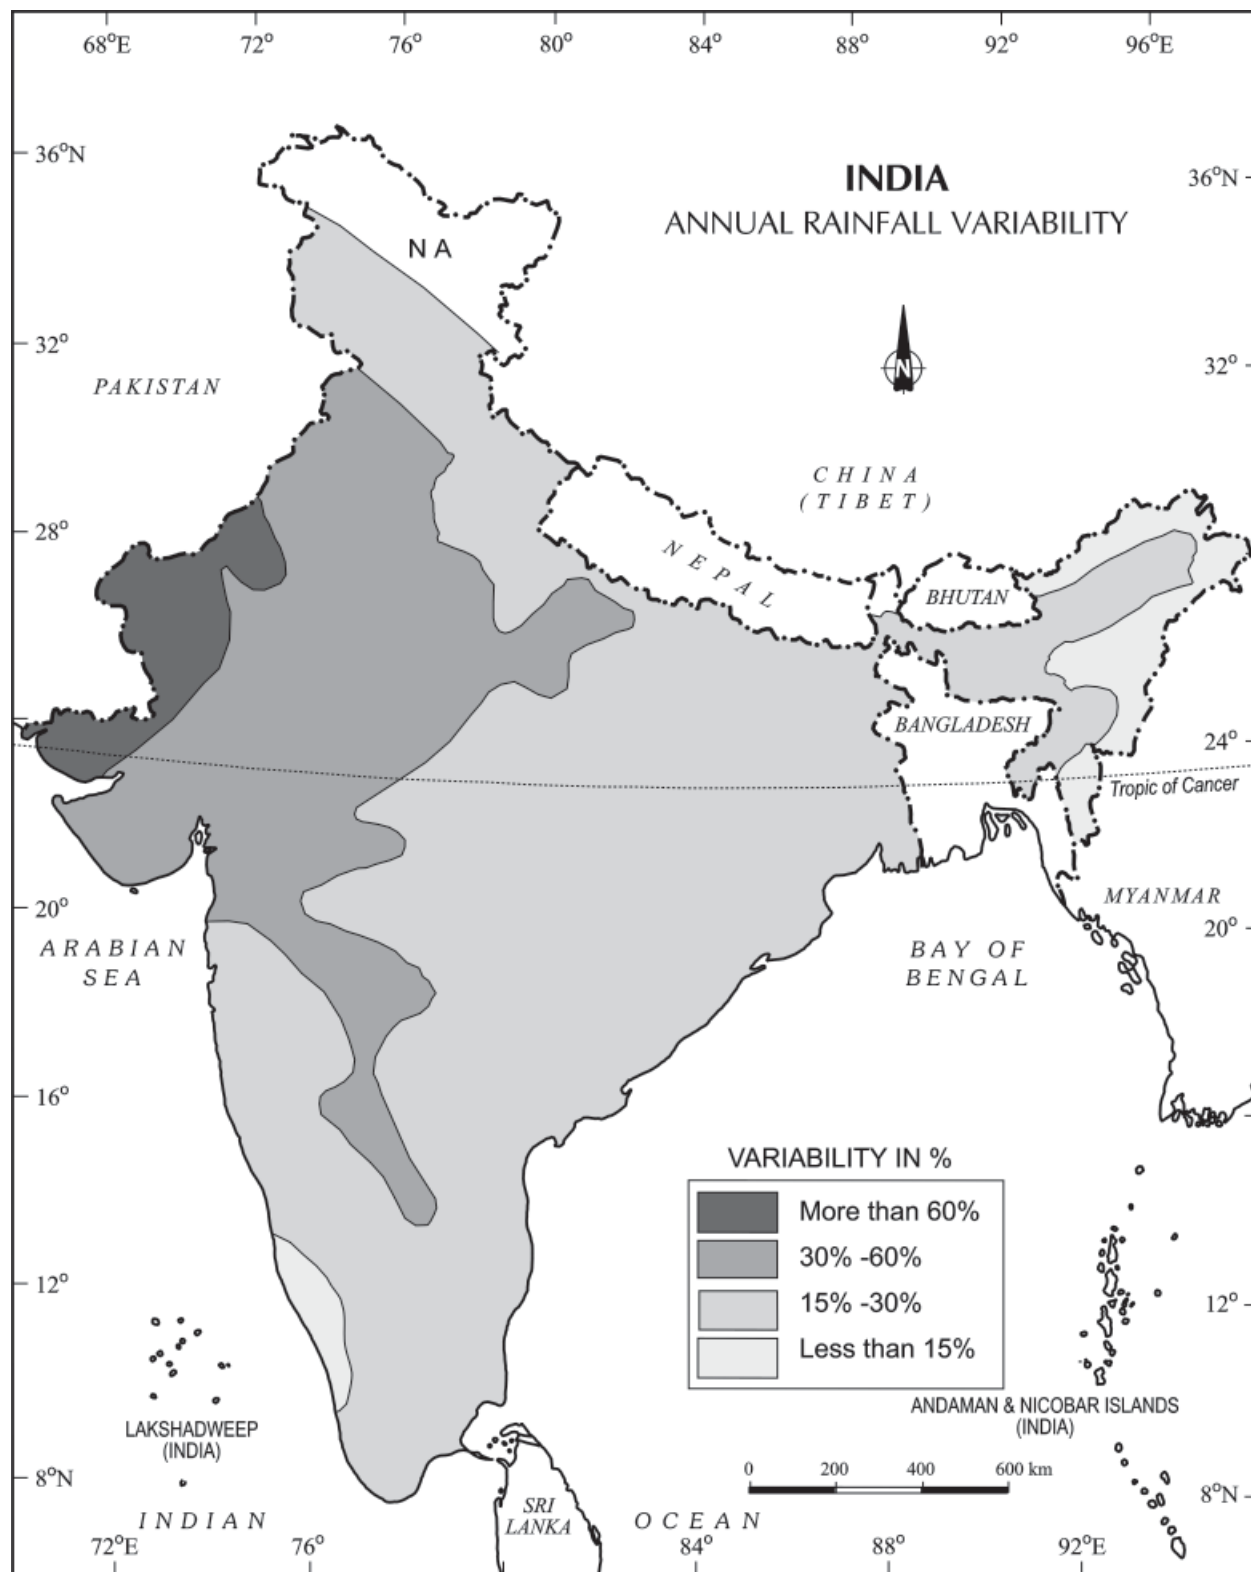 68°E 72° 76° 80° 84° 88° 92° 96°E
36°N
INDIA
36°N
ANNUAL RAINFALL VARIABILITY
NA
N
32°
32°
PAKISTAN
CHINA
(TIBET)
28°
28°
NEPAL
BHUTAN
BANGLADESH
24°
Tropic of Cancer
20°
MYANMAR
20°
ARABIAN
SEA
BAY OF
BENGAL
16°
VARIABILITY IN %
More than 60%
30% -60%
15% -30%
Less than 15%
12°
12°
LAKSHADWEEP
(INDIA)
ANDAMAN & NICOBAR ISLANDS
(INDIA)
0 200 400 600 km
8°N
8°N
SRI
LANKA
INDIAN OCEAN
72°E 76° 84° 88° 92°E